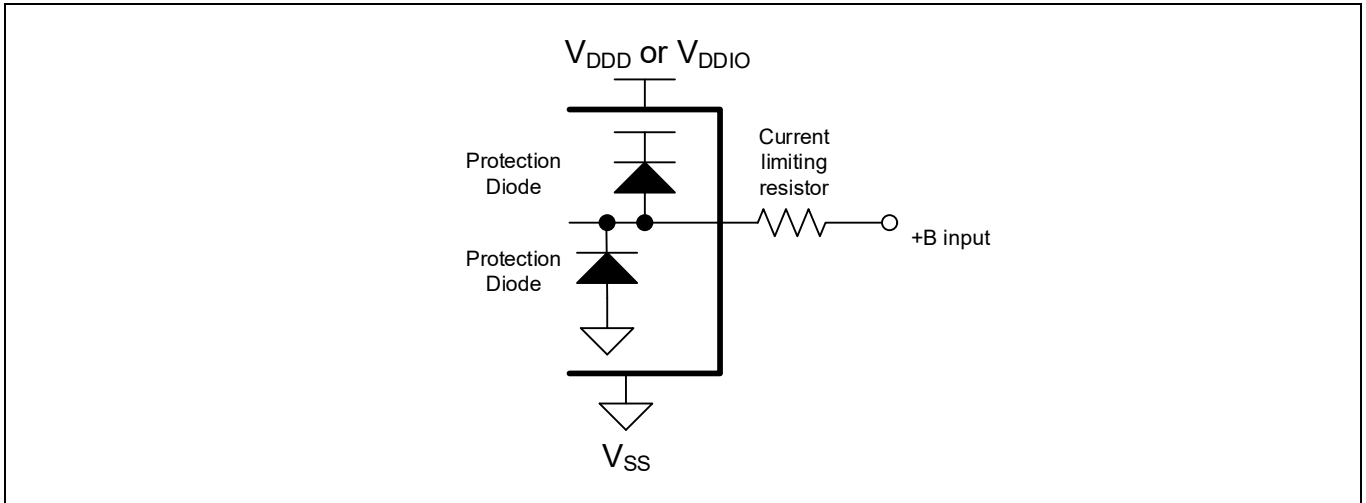 VDDD or VDDIO
Protection
Diode
Current
limiting
resistor
+B input
Protection
Diode
VSS